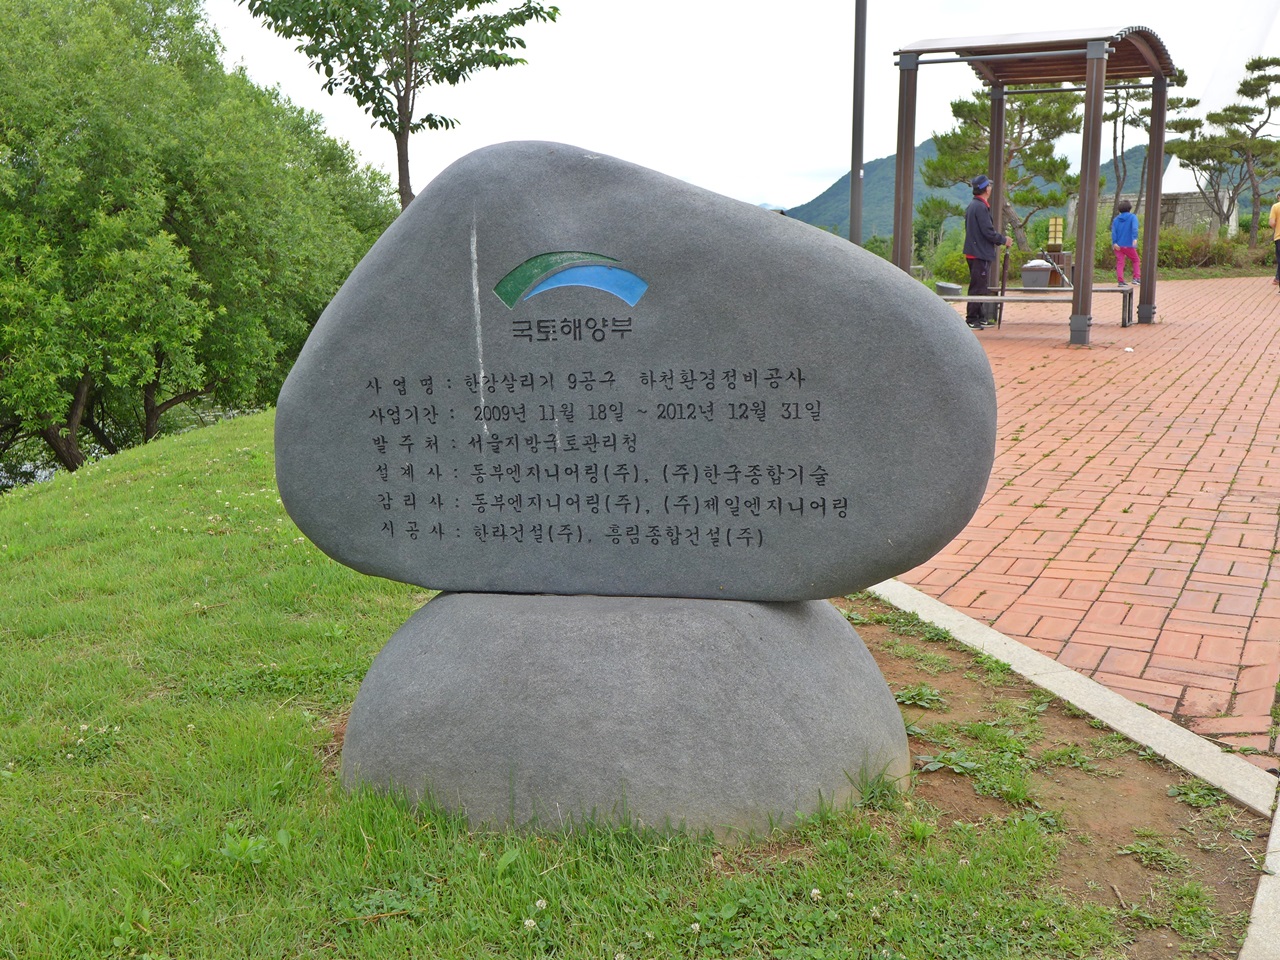 국토해양부
사 업 명 : 한강살리기 9공구 하천환경정비공사
사업기간 : 2009년 11월 18일 ~ 2012년 12월 31일
발 주 처 : 서울지방국토관리청
설 계 사 : 동부엔지니어링(주), (주)한국종합기술
감 리 사 : 동부엔지니어링(주), (주)제일엔지니어링
시 공 사 : 한라건설(주), 흥림종합건설(주)